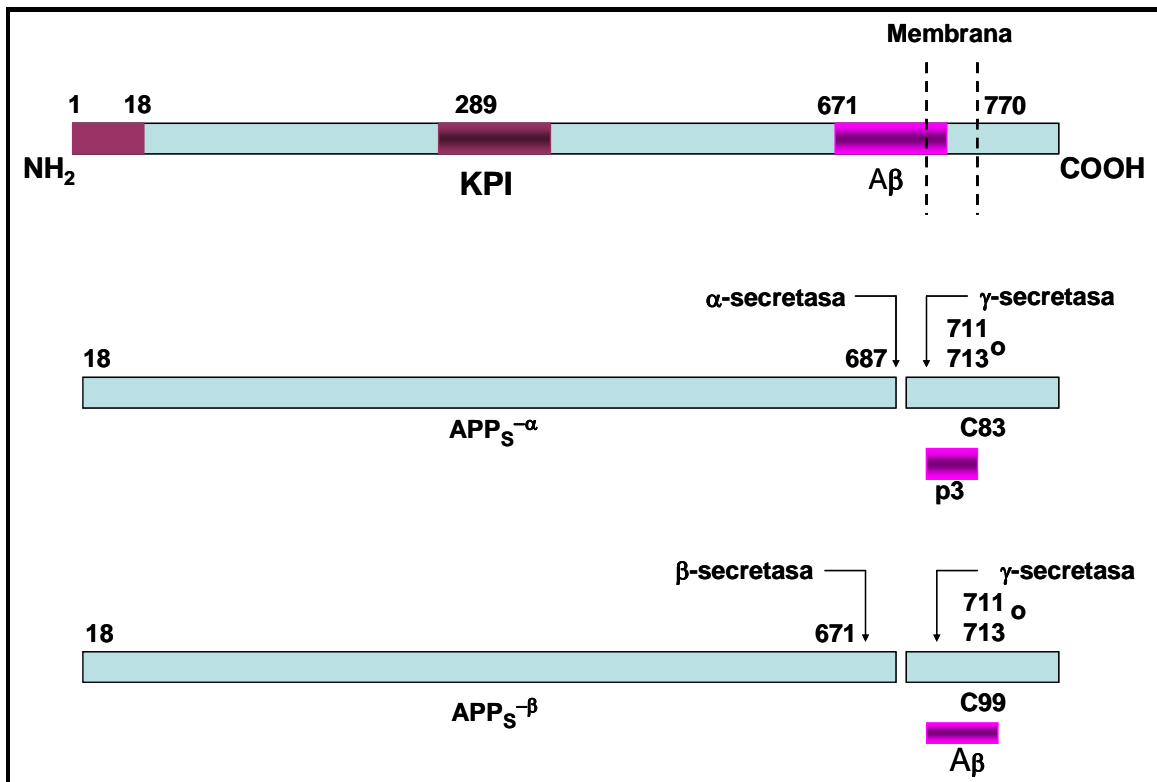 Membrana
1 18 289 671 770
NH₂ COOH
KPI Aβ
α-secretasa γ-secretasa
711
18 687 713 o
APPS⁻α C83
p3
β-secretasa γ-secretasa
711 o
18 671 713
APPS⁻β C99
Aβ